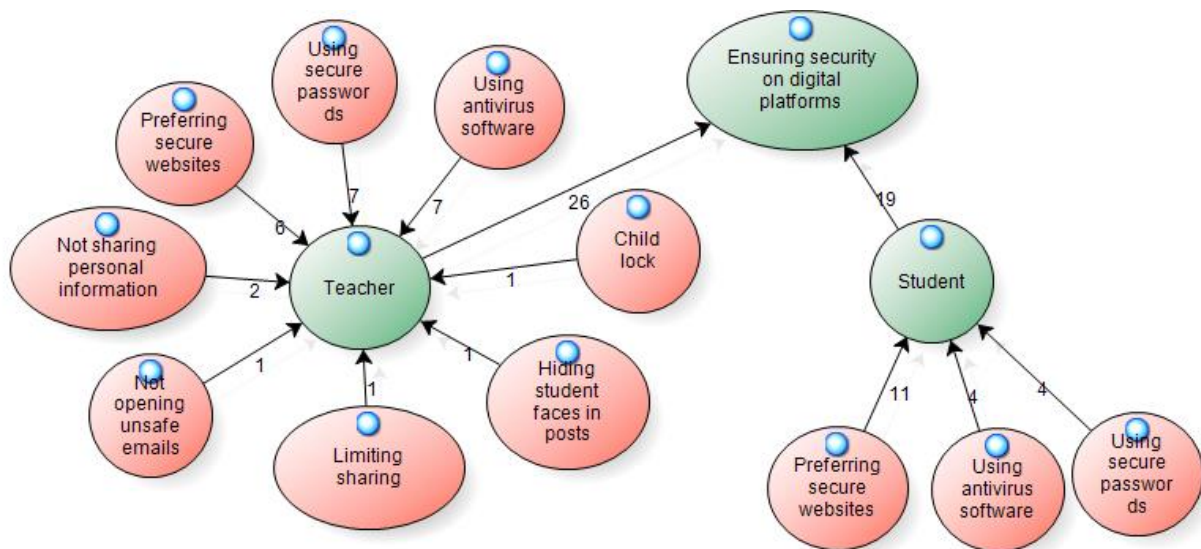 Using
secure
passwor
ds
Using
antivirus
software
Preferring
secure
websites
Ensuring security
on digital
platforms
7
7
6
26
19
Not sharing
personal
information
2
Teacher
Child
lock
1
Student
Not
opening
unsafe
emails
1
1
Limiting
sharing
1
Hiding
student
faces in
posts
11
4
4
Preferring
secure
websites
Using
antivirus
software
Using
secure
passwor
ds